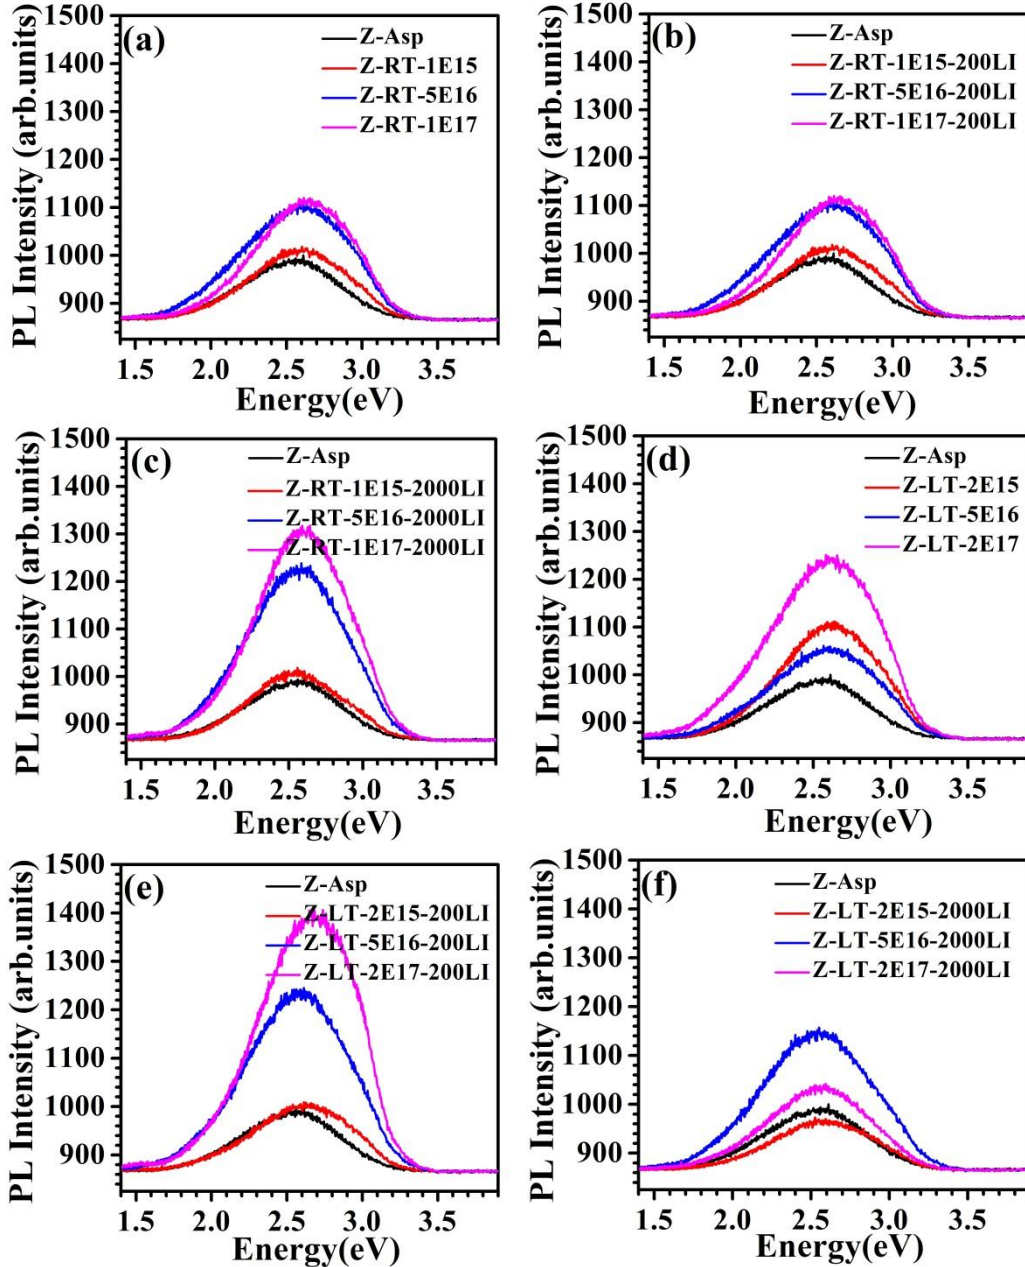 (a)
Z-Asp
Z-RT-1E15
Z-RT-5E16
Z-RT-1E17
PL Intensity (arb.units)
1500
1400
1300
1200
1100
1000
900
1.5 2.0 2.5 3.0 3.5
Energy(eV)
(b)
Z-Asp
Z-RT-1E15-200LI
Z-RT-5E16-200LI
Z-RT-1E17-200LI
PL Intensity (arb.units)
1500
1400
1300
1200
1100
1000
900
1.5 2.0 2.5 3.0 3.5
Energy(eV)
(c)
Z-Asp
Z-RT-1E15-2000LI
Z-RT-5E16-2000LI
Z-RT-1E17-2000LI
PL Intensity (arb.units)
1500
1400
1300
1200
1100
1000
900
1.5 2.0 2.5 3.0 3.5
Energy(eV)
(d)
Z-Asp
Z-LT-2E15
Z-LT-5E16
Z-LT-2E17
PL Intensity (arb.units)
1500
1400
1300
1200
1100
1000
900
1.5 2.0 2.5 3.0 3.5
Energy(eV)
(e)
Z-Asp
Z-LT-2E15-200LI
Z-LT-5E16-200LI
Z-LT-2E17-200LI
PL Intensity (arb.units)
1500
1400
1300
1200
1100
1000
900
1.5 2.0 2.5 3.0 3.5
Energy(eV)
(f)
Z-Asp
Z-LT-2E15-2000LI
Z-LT-5E16-2000LI
Z-LT-2E17-2000LI
PL Intensity (arb.units)
1500
1400
1300
1200
1100
1000
900
1.5 2.0 2.5 3.0 3.5
Energy(eV)